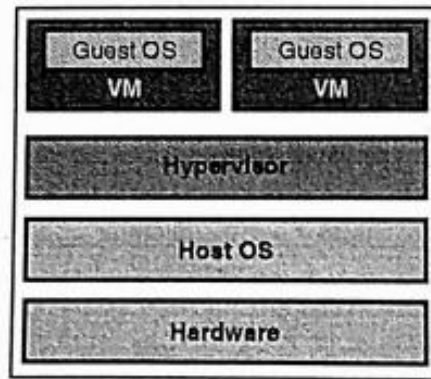 Guest OS Guest OS
VM VM
Hypervisor
Host OS
Hardware